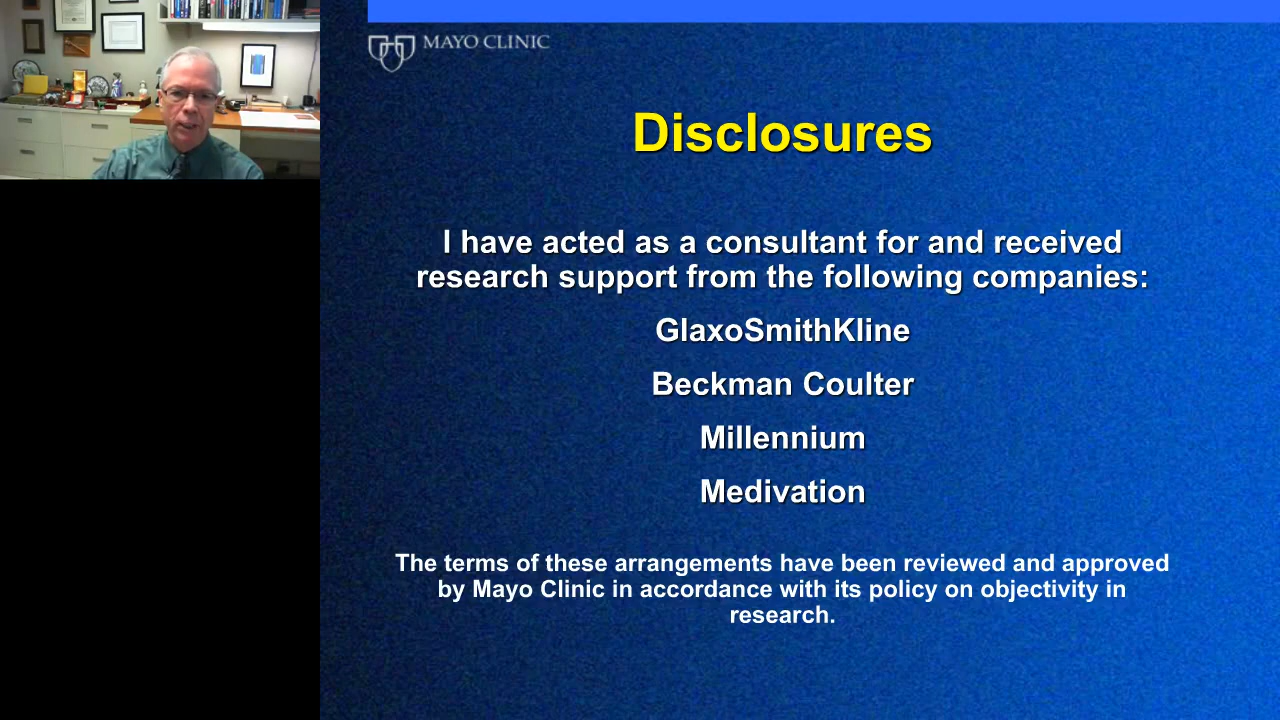 MAYO CLINIC
Disclosures
I have acted as a consultant for and received
research support from the following companies:
GlaxoSmithKline
Beckman Coulter
Millennium
Medivation
The terms of these arrangements have been reviewed and approved
by Mayo Clinic in accordance with its policy on objectivity in
research.